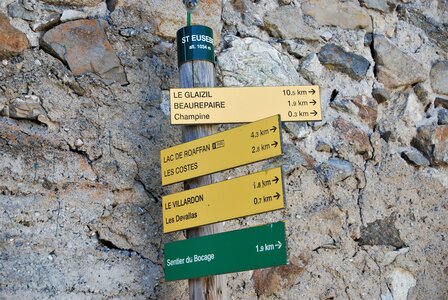 ST EUSEBE
alt. 1034 m
LE GLAIZIL 10.5 km →
BEAUREPAIRE 1.9 km →
Champine 0.3 km →
LAC DE ROAFFAN 4.3 km →
LES COSTES 2.6 km →
LE VILLARDON 1.8 km →
Les Devallas 0.7 km →
Sentier du Bocage 1.9 km →